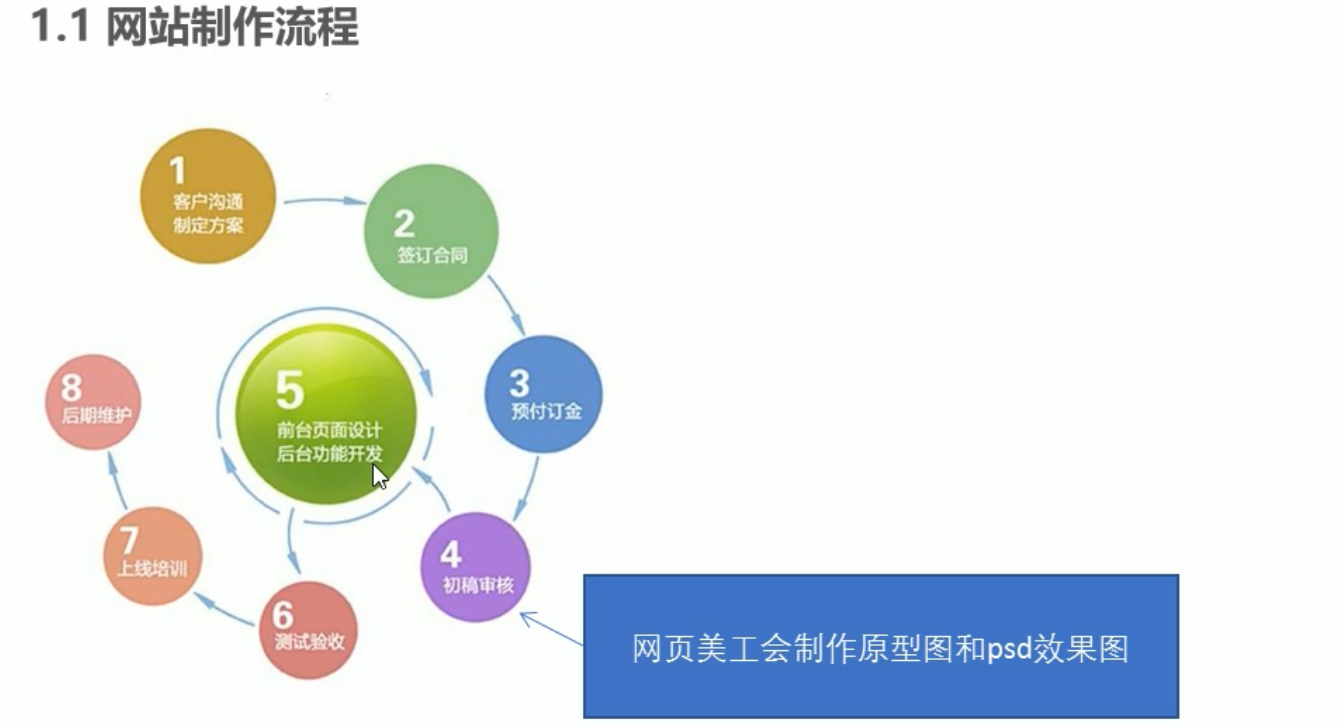 1.1 网站制作流程
1
客户沟通
制定方案
2
签订合同
3
预付订金
4
初稿审核
5
前台页面设计
后台功能开发
6
测试验收
7
上线培训
8
后期维护
网页美工会制作原型图和psd效果图